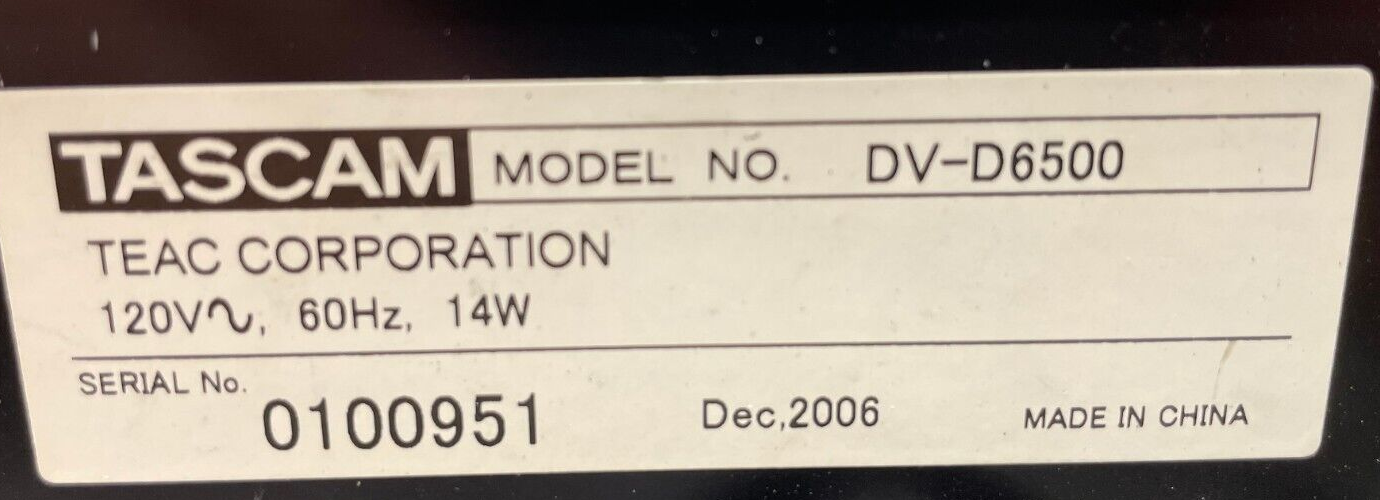 TASCAM MODEL NO. DV-D6500
TEAC CORPORATION
120V∿, 60Hz, 14W
SERIAL No.
0100951 Dec,2006 MADE IN CHINA